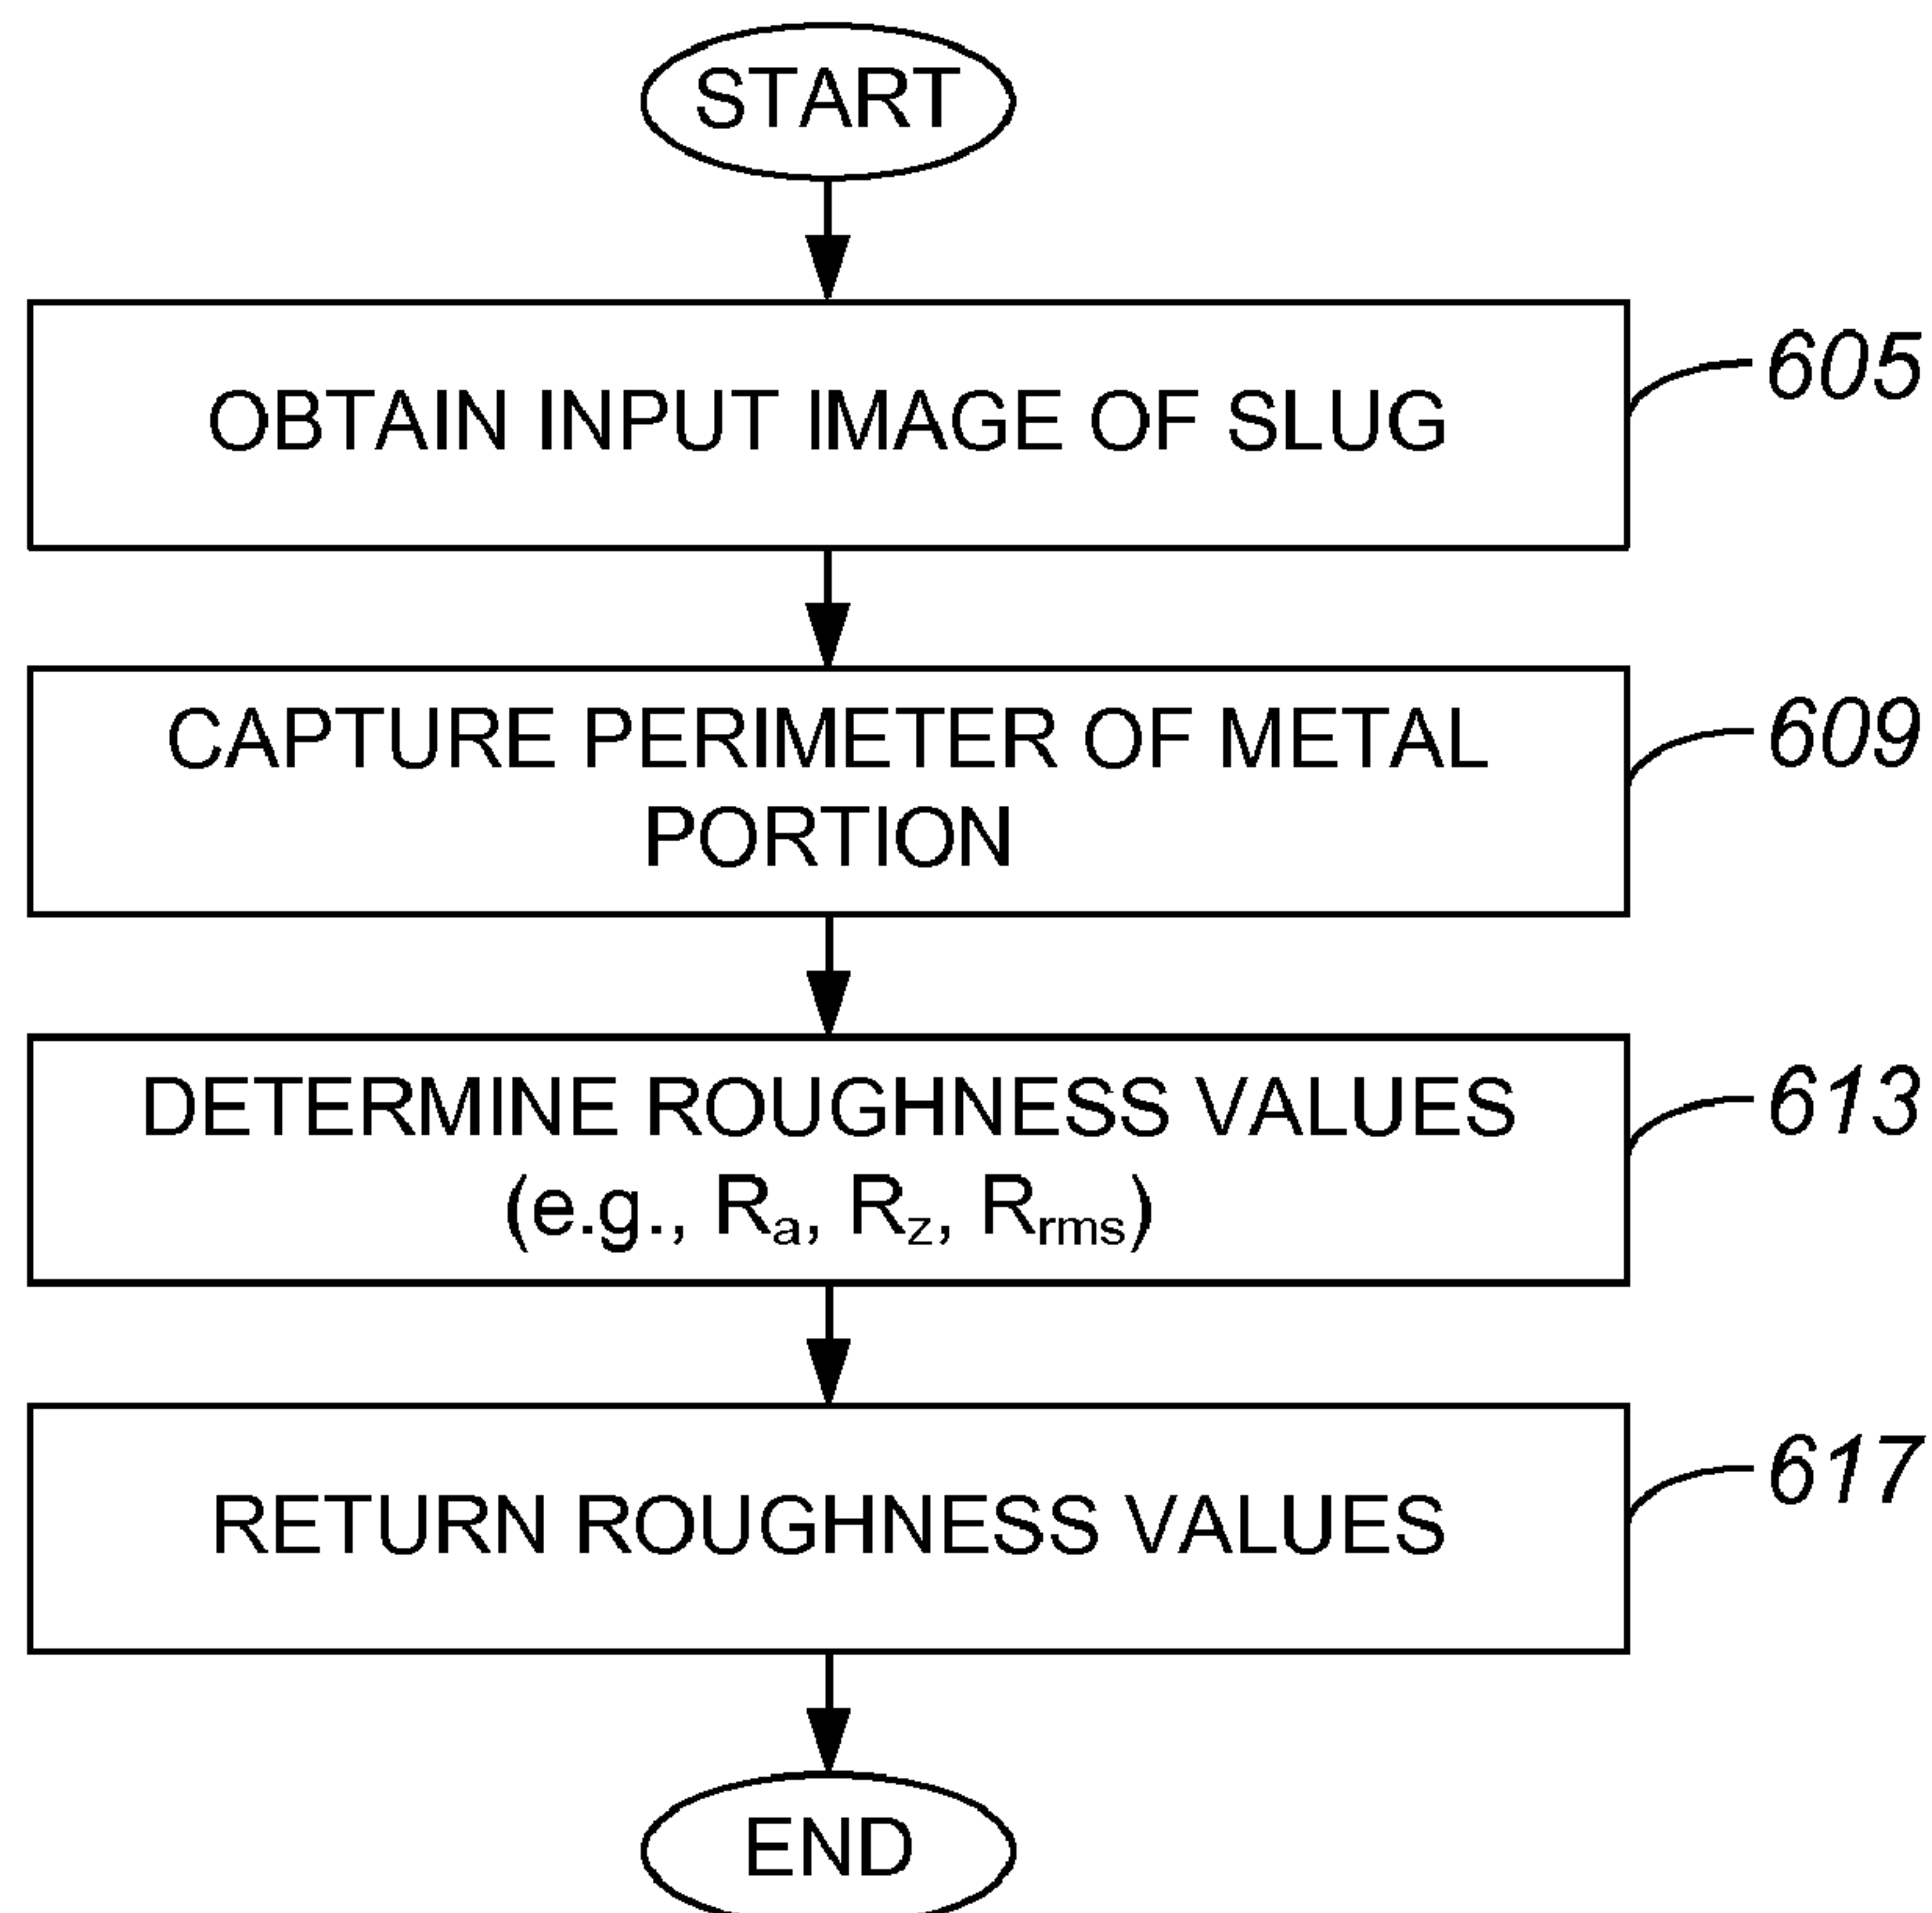 START
OBTAIN INPUT IMAGE OF SLUG
605
CAPTURE PERIMETER OF METAL
PORTION
609
DETERMINE ROUGHNESS VALUES
(e.g., Ra, Rz, Rrms)
613
RETURN ROUGHNESS VALUES
617
END